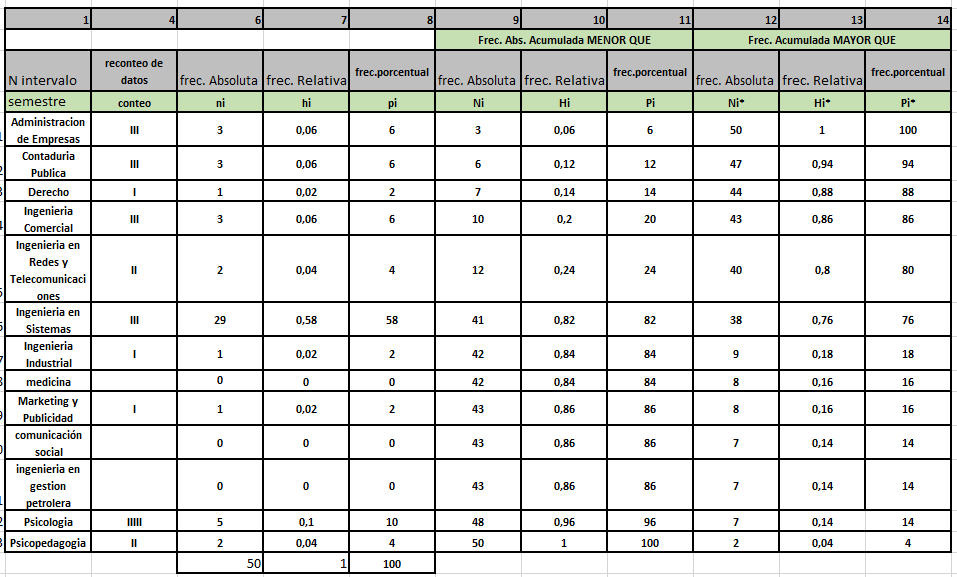 1 4 6 7 8 9 10 11 12 13 14
Frec. Abs. Acumulada MENOR QUE Frec. Acumulada MAYOR QUE
N intervalo reconteo de datos frec. Absoluta frec. Relativa frec.porcentual frec. Absoluta frec. Relativa frec.porcentual frec. Absoluta frec. Relativa frec.porcentual
semestre conteo ni hi pi Ni Hi Pi Ni* Hi* Pi*
Administracion de Empresas III 3 0,06 6 3 0,06 6 50 1 100
Contaduria Publica III 3 0,06 6 6 0,12 12 47 0,94 94
Derecho I 1 0,02 2 7 0,14 14 44 0,88 88
Ingenieria Comercial III 3 0,06 6 10 0,2 20 43 0,86 86
Ingenieria en Redes y Telecomunicaciones II 2 0,04 4 12 0,24 24 40 0,8 80
Ingenieria en Sistemas III 29 0,58 58 41 0,82 82 38 0,76 76
Ingenieria Industrial I 1 0,02 2 42 0,84 84 9 0,18 18
medicina 0 0 0 42 0,84 84 8 0,16 16
Marketing y Publicidad I 1 0,02 2 43 0,86 86 8 0,16 16
comunicación social 0 0 0 43 0,86 86 7 0,14 14
ingenieria en gestion petrolera 0 0 0 43 0,86 86 7 0,14 14
Psicologia IIIII 5 0,1 10 48 0,96 96 7 0,14 14
Psicopedagogia II 2 0,04 4 50 1 100 2 0,04 4
50 1 100